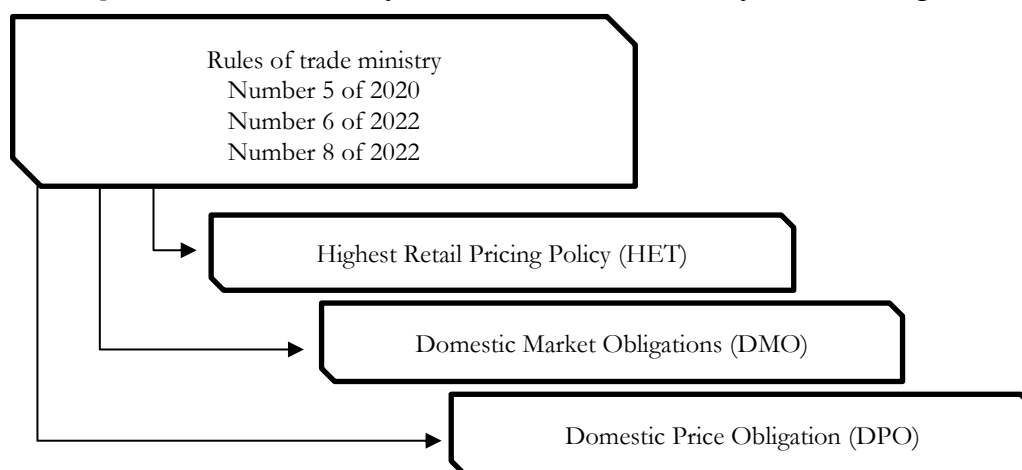 Rules of trade ministry
Number 5 of 2020
Number 6 of 2022
Number 8 of 2022
Highest Retail Pricing Policy (HET)
Domestic Market Obligations (DMO)
Domestic Price Obligation (DPO)